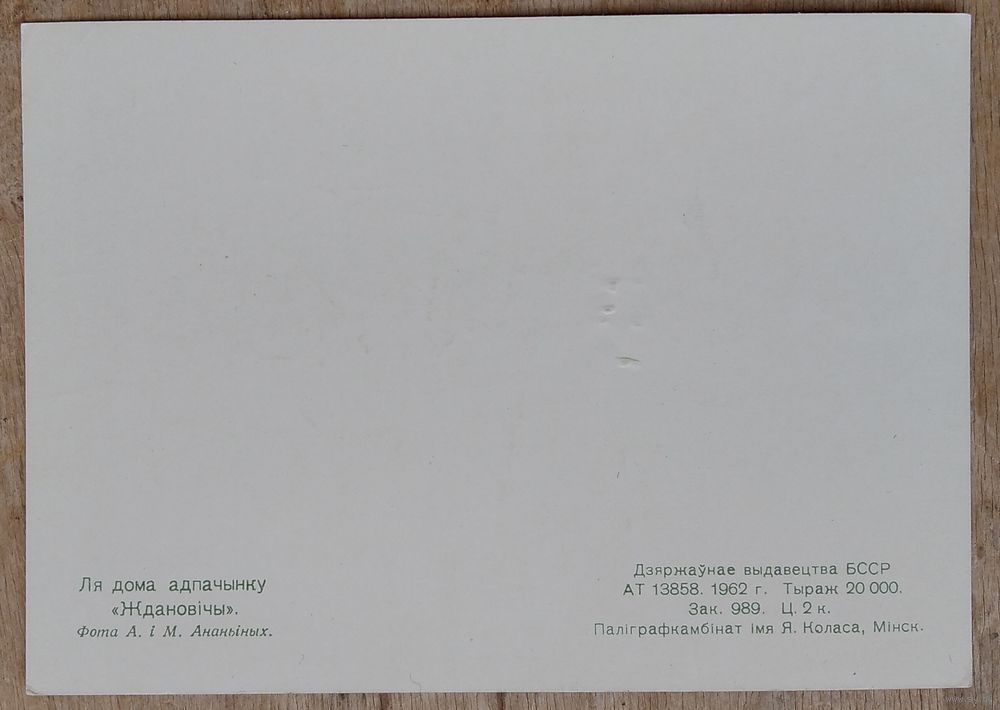 Ля дома адпачынку
«Ждановічы».
Фота А. і М. Ананьіных.
Дзяржаўнае выдавецтва БССР
АТ 13858. 1962 г. Тыраж 20 000.
Зак. 989. Ц. 2 к.
Паліграфкамбінат імя Я. Коласа, Мінск.